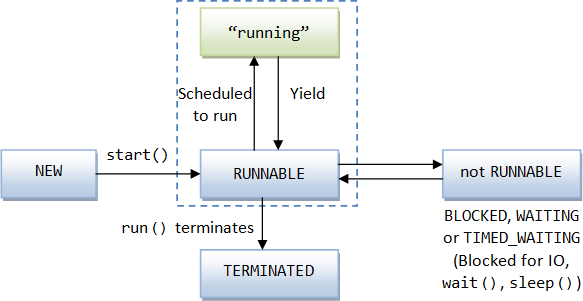 “running”
Scheduled
to run
Yield
NEW
start()
RUNNABLE
not RUNNABLE
BLOCKED, WAITING
or TIMED_WAITING
(Blocked for IO,
wait(), sleep())
run() terminates
TERMINATED